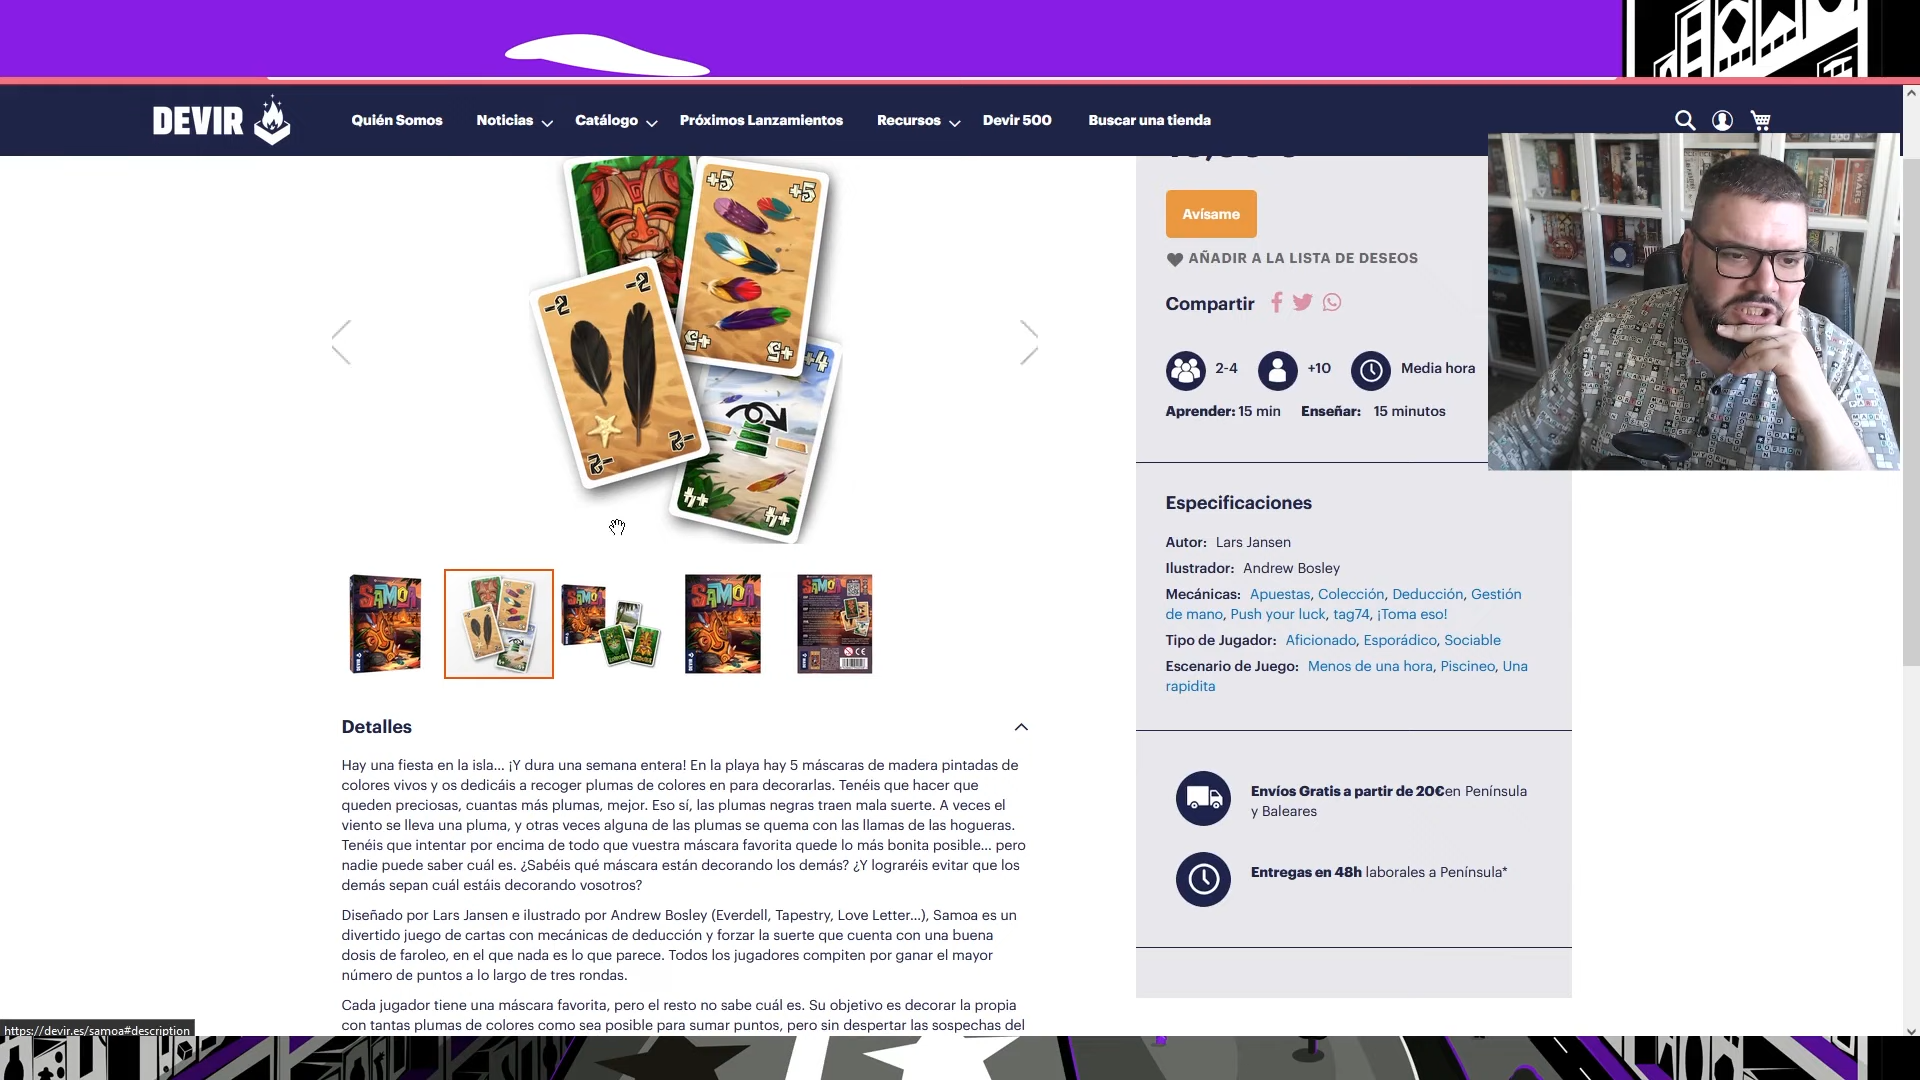 DEVIR
Quién Somos
Noticias
Catálogo
Próximos Lanzamientos
Recursos
Devir 500
Buscar una tienda
+5
+5
+5
+5
-2
-2
-2
-2
+4
+4
+4
Avísame
AÑADIR A LA LISTA DE DESEOS
Compartir
2-4
+10
Media hora
Aprender: 15 min Enseñar: 15 minutos
Especificaciones
Autor: Lars Jansen
Ilustrador: Andrew Bosley
Mecánicas: Apuestas, Colección, Deducción, Gestión
de mano, Push your luck, tag74, ¡Toma eso!
Tipo de Jugador: Aficionado, Esporádico, Sociable
Escenario de Juego: Menos de una hora, Piscineo, Una
rapidita
Envíos Gratis a partir de 20€en Península
y Baleares
Entregas en 48h laborales a Península*
SAMOA
SAMOA
SAMOA
SAMOA
Detalles
Hay una fiesta en la isla... ¡Y dura una semana entera! En la playa hay 5 máscaras de madera pintadas de
colores vivos y os dedicáis a recoger plumas de colores en para decorarlas. Tenéis que hacer que
queden preciosas, cuantas más plumas, mejor. Eso sí, las plumas negras traen mala suerte. A veces el
viento se lleva una pluma, y otras veces alguna de las plumas se quema con las llamas de las hogueras.
Tenéis que intentar por encima de todo que vuestra máscara favorita quede lo más bonita posible... pero
nadie puede saber cuál es. ¿Sabéis qué máscara están decorando los demás? ¿Y lograréis evitar que los
demás sepan cuál estáis decorando vosotros?
Diseñado por Lars Jansen e ilustrado por Andrew Bosley (Everdell, Tapestry, Love Letter...), Samoa es un
divertido juego de cartas con mecánicas de deducción y forzar la suerte que cuenta con una buena
dosis de faroleo, en el que nada es lo que parece. Todos los jugadores compiten por ganar el mayor
número de puntos a lo largo de tres rondas.
Cada jugador tiene una máscara favorita, pero el resto no sabe cuál es. Su objetivo es decorar la propia
con tantas plumas de colores como sea posible para sumar puntos, pero sin despertar las sospechas del
https://devir.es/samoa#description